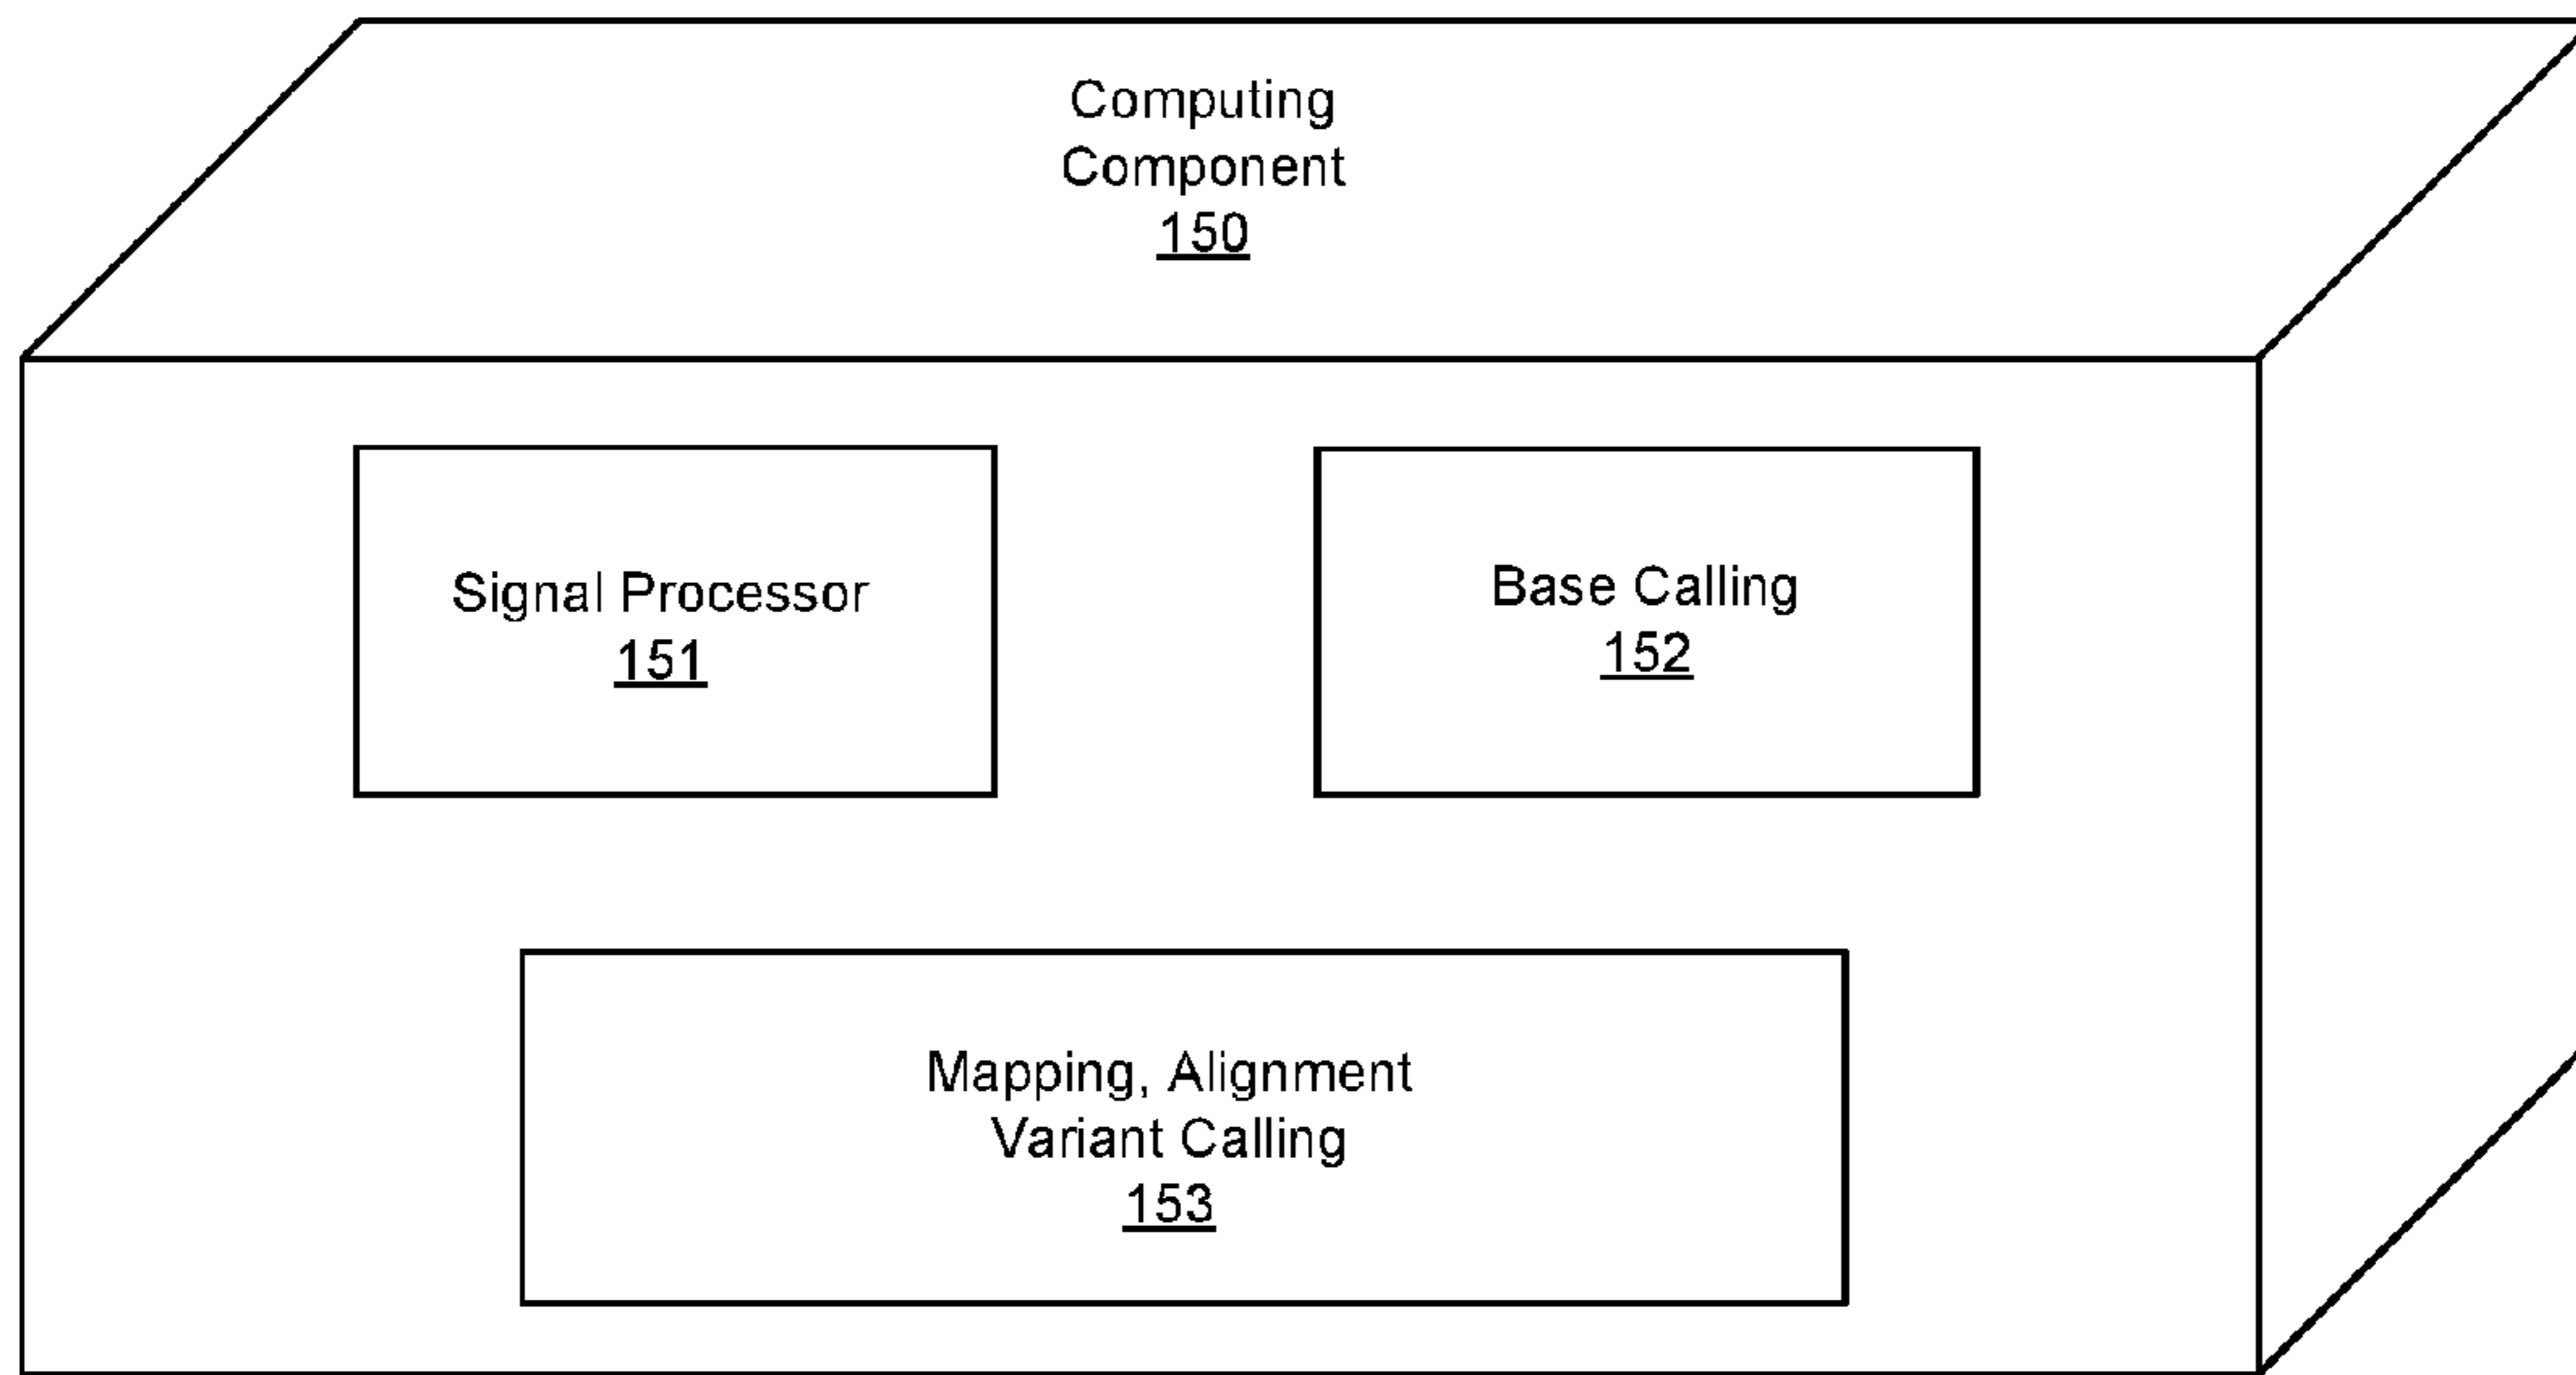 Computing
Component
150
Signal Processor
151
Base Calling
152
Mapping, Alignment
Variant Calling
153